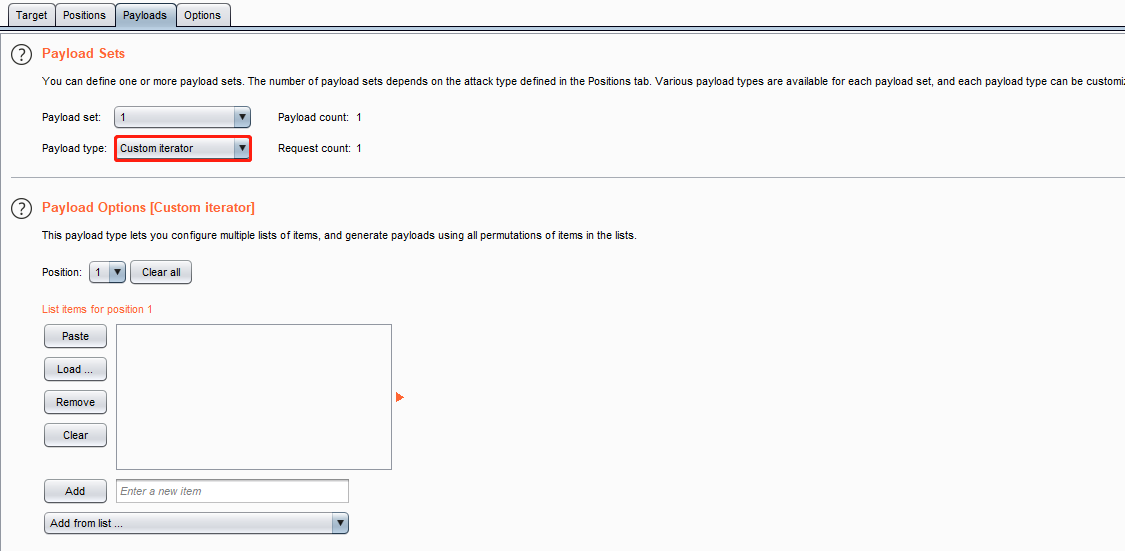 Target Positions Payloads Options
? Payload Sets
You can define one or more payload sets. The number of payload sets depends on the attack type defined in the Positions tab. Various payload types are available for each payload set, and each payload type can be customi
Payload set: 1 Payload count: 1
Payload type: Custom iterator Request count: 1
? Payload Options [Custom iterator]
This payload type lets you configure multiple lists of items, and generate payloads using all permutations of items in the lists.
Position: 1 Clear all
List items for position 1
Paste
Load ...
Remove
Clear
Add Enter a new item
Add from list ...